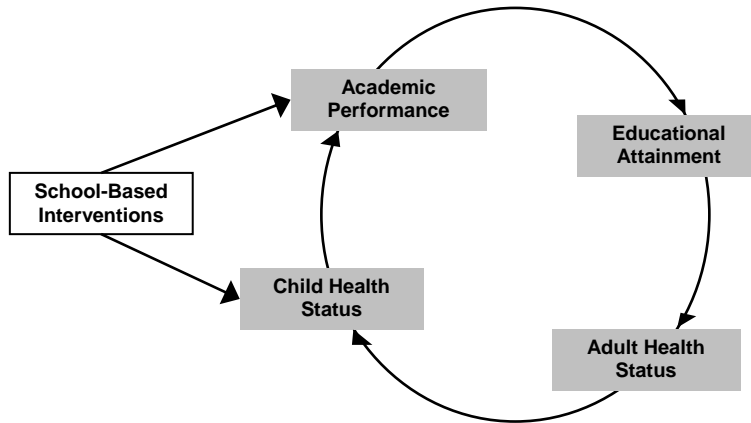 Academic
Performance
Educational
Attainment
School-Based
Interventions
Child Health
Status
Adult Health
Status